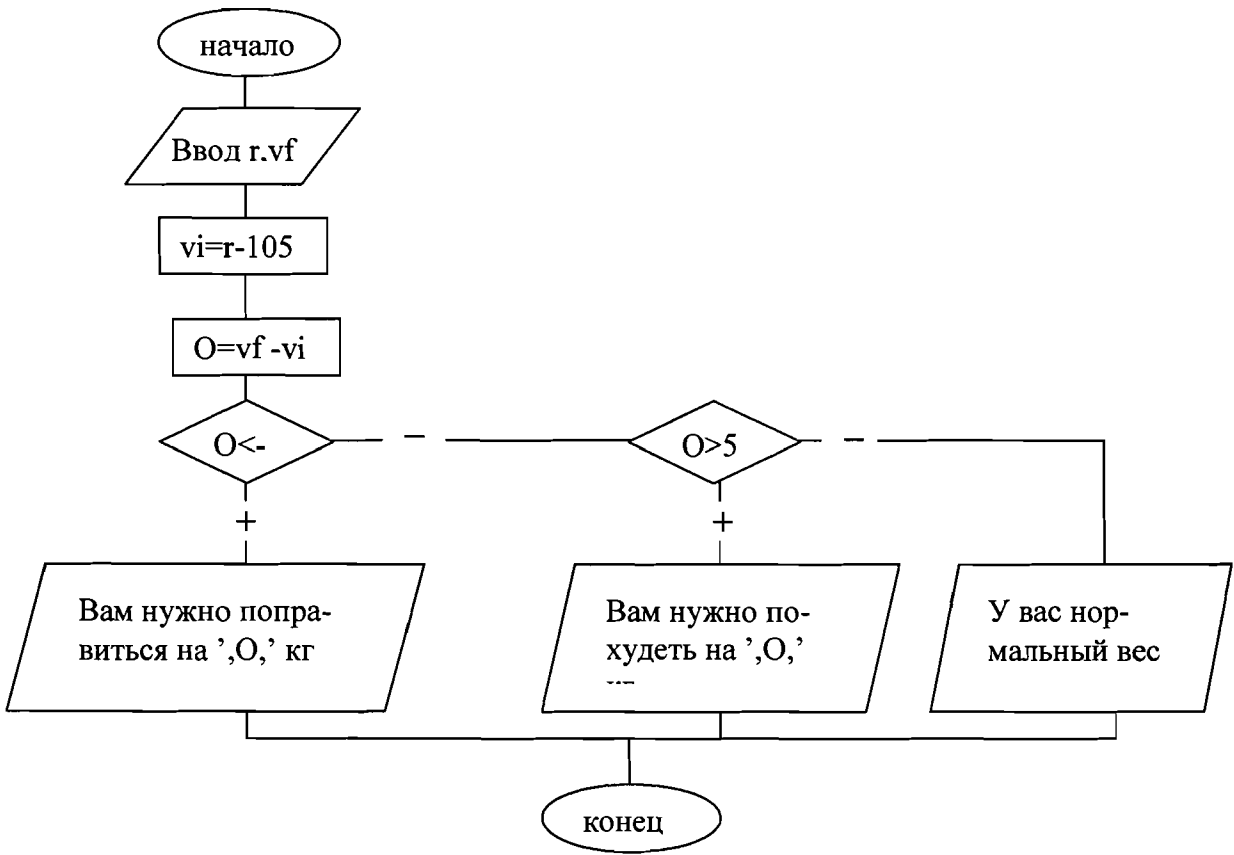 начало
Ввод r.vf
vi=r-105
O=vf -vi
O<-
−
O>5
−
+
+
Вам нужно попра-
виться на ’,O,’ кг
Вам нужно по-
худеть на ’,O,’
У вас нор-
мальный вес
конец